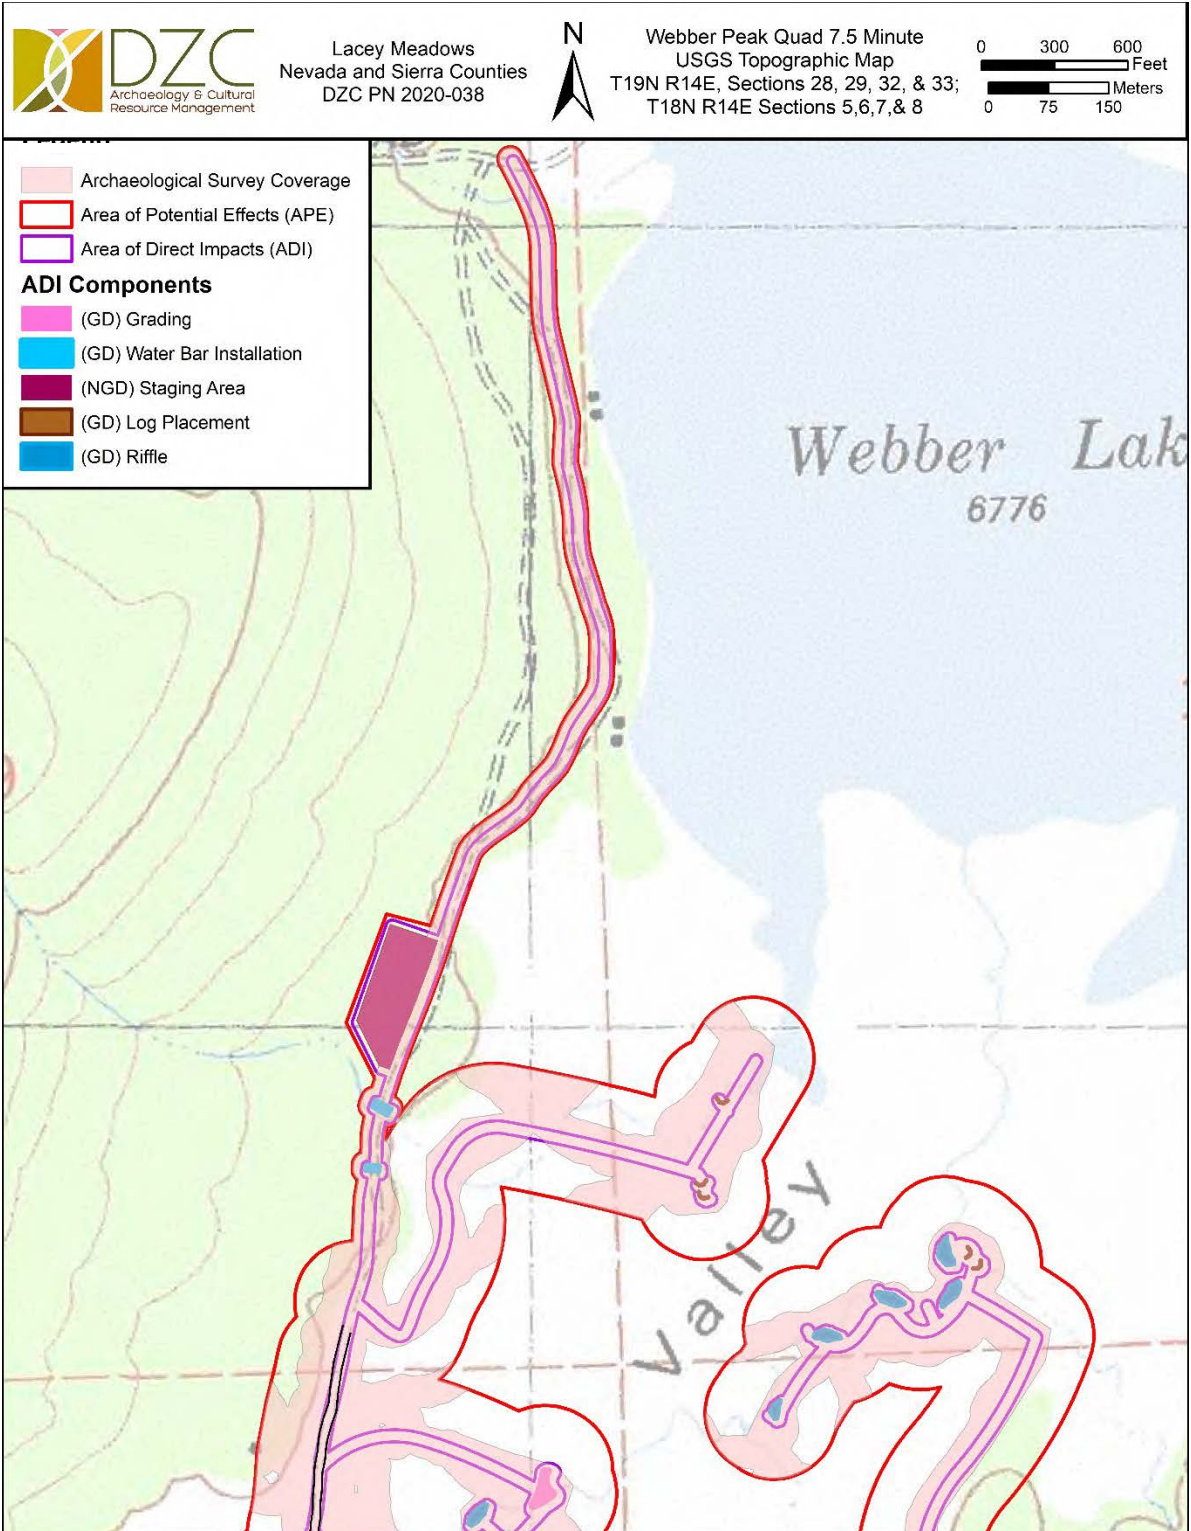 DZC
Archaeology & Cultural
Resource Management
Lacey Meadows
Nevada and Sierra Counties
DZC PN 2020-038
N
Webber Peak Quad 7.5 Minute
USGS Topographic Map
T19N R14E, Sections 28, 29, 32, & 33;
T18N R14E Sections 5,6,7,& 8
0 300 600
Feet
Meters
0 75 150
Archaeological Survey Coverage
Area of Potential Effects (APE)
Area of Direct Impacts (ADI)
ADI Components
(GD) Grading
(GD) Water Bar Installation
(NGD) Staging Area
(GD) Log Placement
(GD) Riffle
Webber Lak
6776
Valley